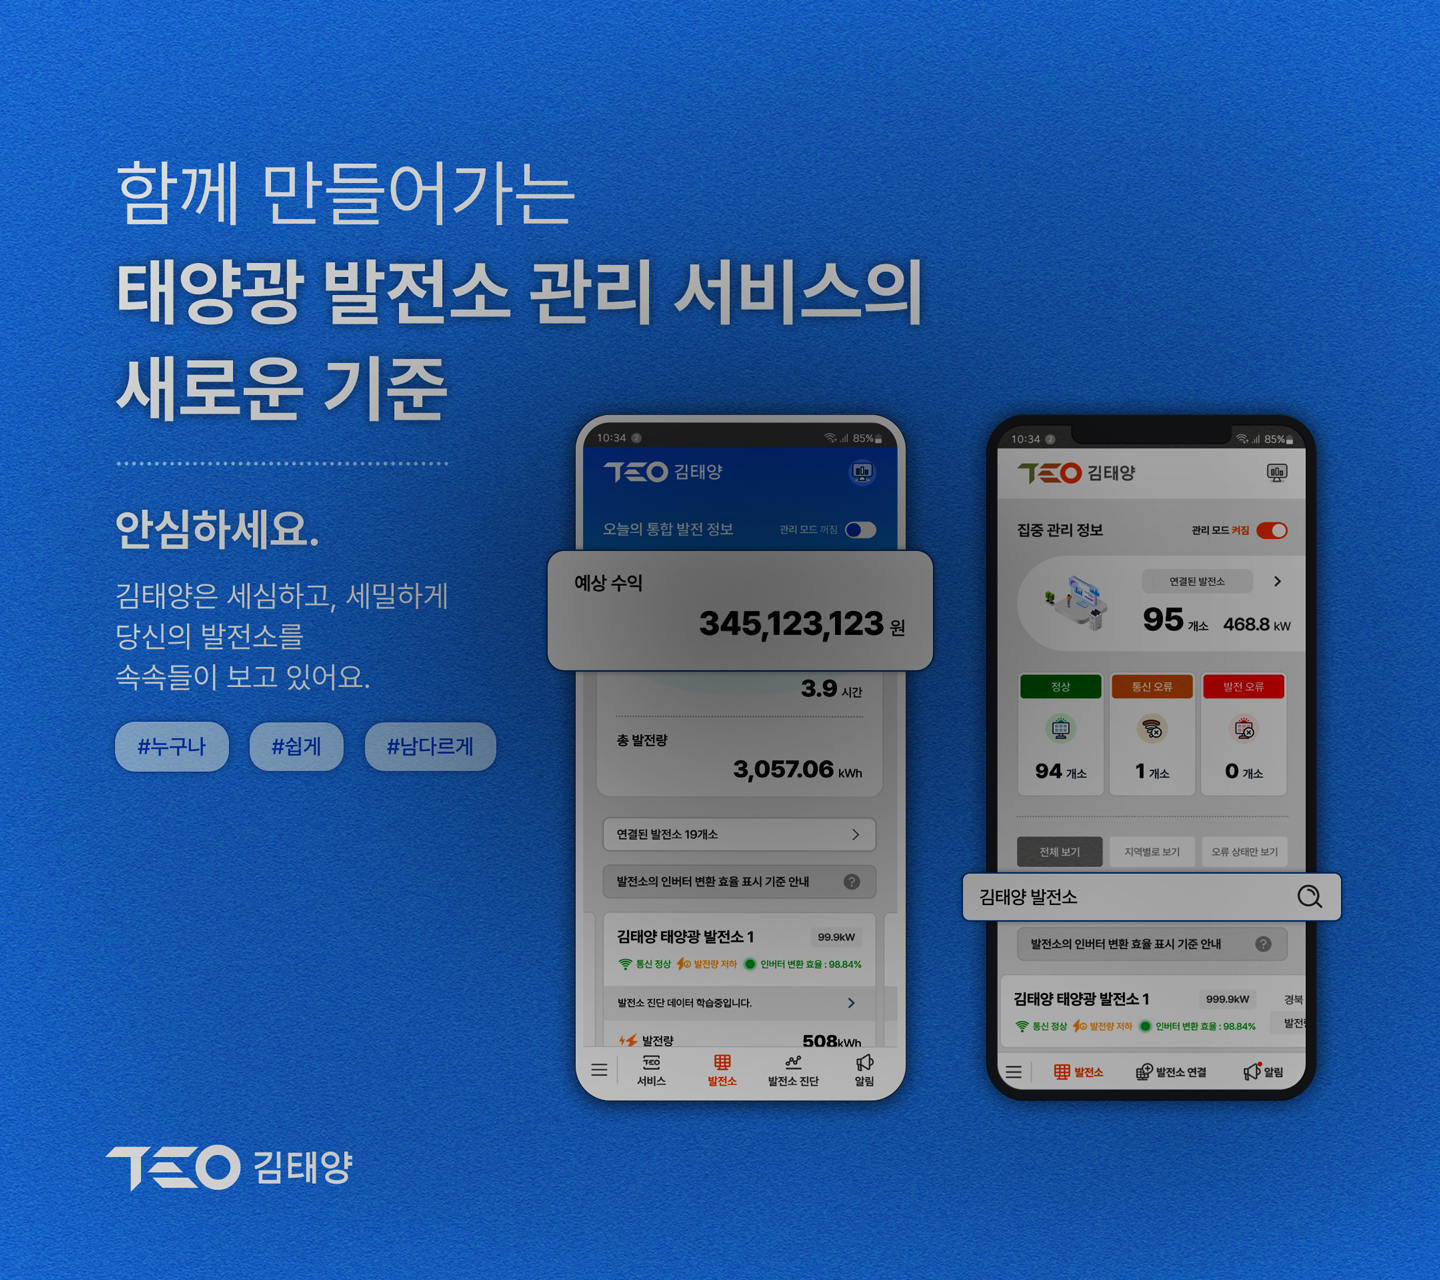 함께 만들어가는
태양광 발전소 관리 서비스의
새로운 기준
안심하세요.
김태양은 세심하고, 세밀하게
당신의 발전소를
속속들이 보고 있어요.
#누구나 #쉽게 #남다르게
TEO 김태양
10:34 2 85%
TEO 김태양
오늘의 통합 발전 정보 관리 모드 꺼짐
예상 수익
345,123,123 원
3.9 시간
총 발전량
3,057.06 kWh
연결된 발전소 19개소
발전소의 인버터 변환 효율 표시 기준 안내 ?
김태양 태양광 발전소 1 99.9kW
통신 정상 발전량 저하 인버터 변환 효율 : 98.84%
발전소 진단 데이터 학습중입니다.
발전량 508kWh
TEO
서비스 발전소 발전소 진단 알림
10:34 2 85%
TEO 김태양
집중 관리 정보 관리 모드 켜짐
연결된 발전소
95 개소 468.8 kW
정상 통신 오류 발전 오류
94 개소 1 개소 0 개소
전체 보기 지역별로 보기 오류 상태만 보기
김태양 발전소
발전소의 인버터 변환 효율 표시 기준 안내 ?
김태양 태양광 발전소 1 999.9kW 경북
통신 정상 발전량 저하 인버터 변환 효율 : 98.84% 발전
발전소 발전소 연결 알림